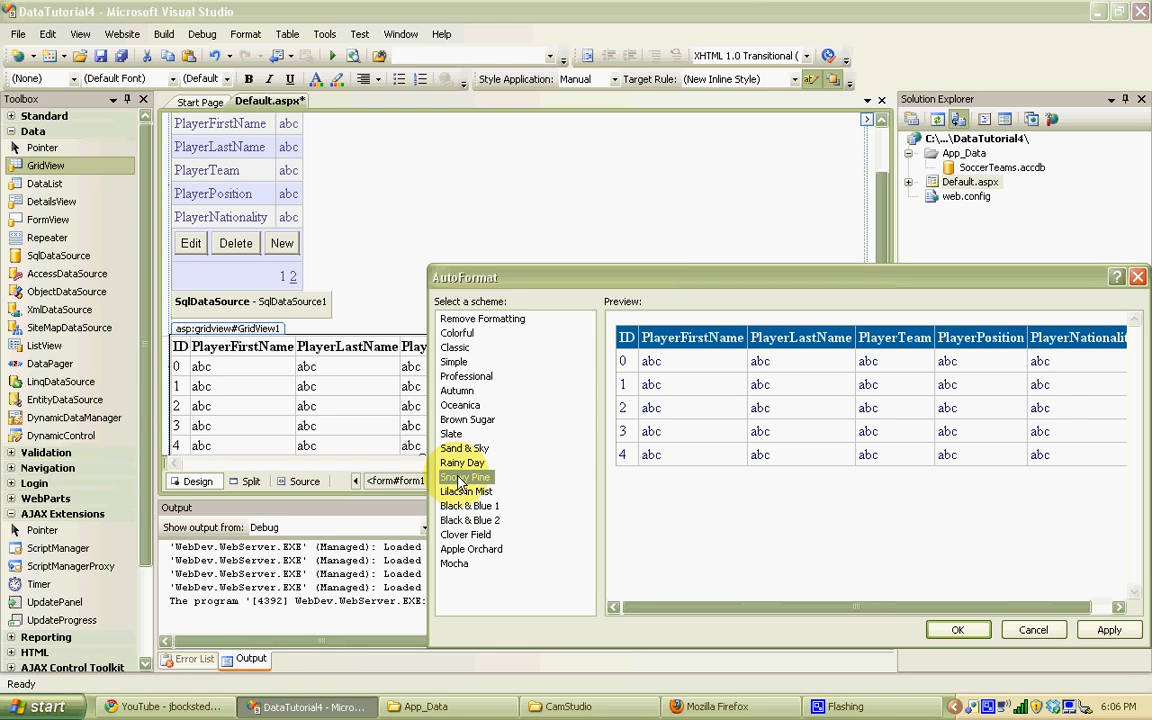 DataTutorial4 - Microsoft Visual Studio
File Edit View Website Build Debug Format Table Tools Test Window Help
XHTML 1.0 Transitional (
(None) (Default Font) (Default B I U Style Application: Manual Target Rule: (New Inline Style)
Toolbox
Standard
Data
Pointer
GridView
DataList
DetailsView
FormView
Repeater
SqlDataSource
AccessDataSource
ObjectDataSource
XmlDataSource
SiteMapDataSource
ListView
DataPager
LinqDataSource
EntityDataSource
DynamicDataManager
DynamicControl
Validation
Navigation
Login
WebParts
AJAX Extensions
Pointer
ScriptManager
ScriptManagerProxy
Timer
UpdatePanel
UpdateProgress
Reporting
HTML
AJAX Control Toolkit
Start Page Default.aspx*
PlayerFirstName abc
PlayerLastName abc
PlayerTeam abc
PlayerPosition abc
PlayerNationality abc
Edit Delete New
1 2
SqlDataSource - SqlDataSource1
asp:gridview#GridView1
ID PlayerFirstName PlayerLastName Play
0 abc abc abc
1 abc abc abc
2 abc abc abc
3 abc abc abc
4 abc abc abc
Design Split Source <form#form1
Output
Show output from: Debug
'WebDev.WebServer.EXE' (Managed): Loaded
'WebDev.WebServer.EXE' (Managed): Loaded
'WebDev.WebServer.EXE' (Managed): Loaded
'WebDev.WebServer.EXE' (Managed): Loaded
The program '[4392] WebDev.WebServer.EXE:
Error List Output
Solution Explorer
C:\...\DataTutorial4\
App_Data
SoccerTeams.accdb
Default.aspx
web.config
AutoFormat
Select a scheme:
Remove Formatting
Colorful
Classic
Simple
Professional
Autumn
Oceanica
Brown Sugar
Slate
Sand & Sky
Rainy Day
Snowy Pine
Lilacs in Mist
Black & Blue 1
Black & Blue 2
Clover Field
Apple Orchard
Mocha
Preview:
ID PlayerFirstName PlayerLastName PlayerTeam PlayerPosition PlayerNationalit
0 abc abc abc abc abc
1 abc abc abc abc abc
2 abc abc abc abc abc
3 abc abc abc abc abc
4 abc abc abc abc abc
OK Cancel Apply
Ready
start YouTube - jbocksted... DataTutorial4 - Micro... App_Data CamStudio Mozilla Firefox Flashing 6:06 PM